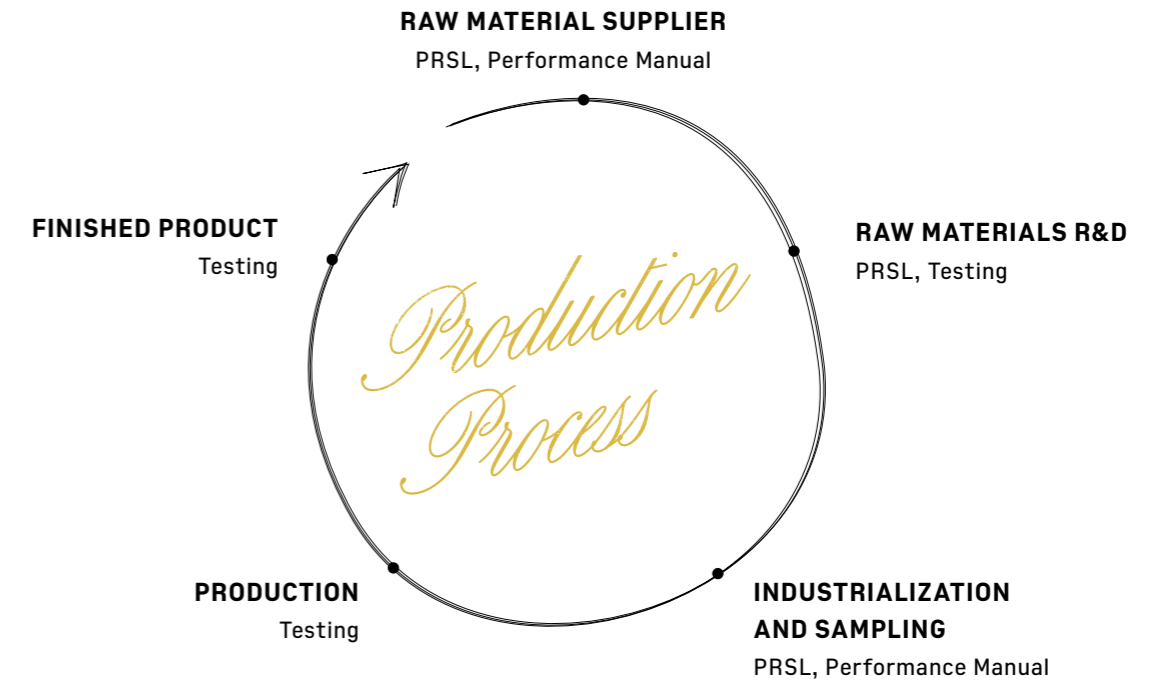 RAW MATERIAL SUPPLIER
PRSL, Performance Manual
RAW MATERIALS R&D
PRSL, Testing
INDUSTRIALIZATION
AND SAMPLING
PRSL, Performance Manual
PRODUCTION
Testing
FINISHED PRODUCT
Testing
Production
Process